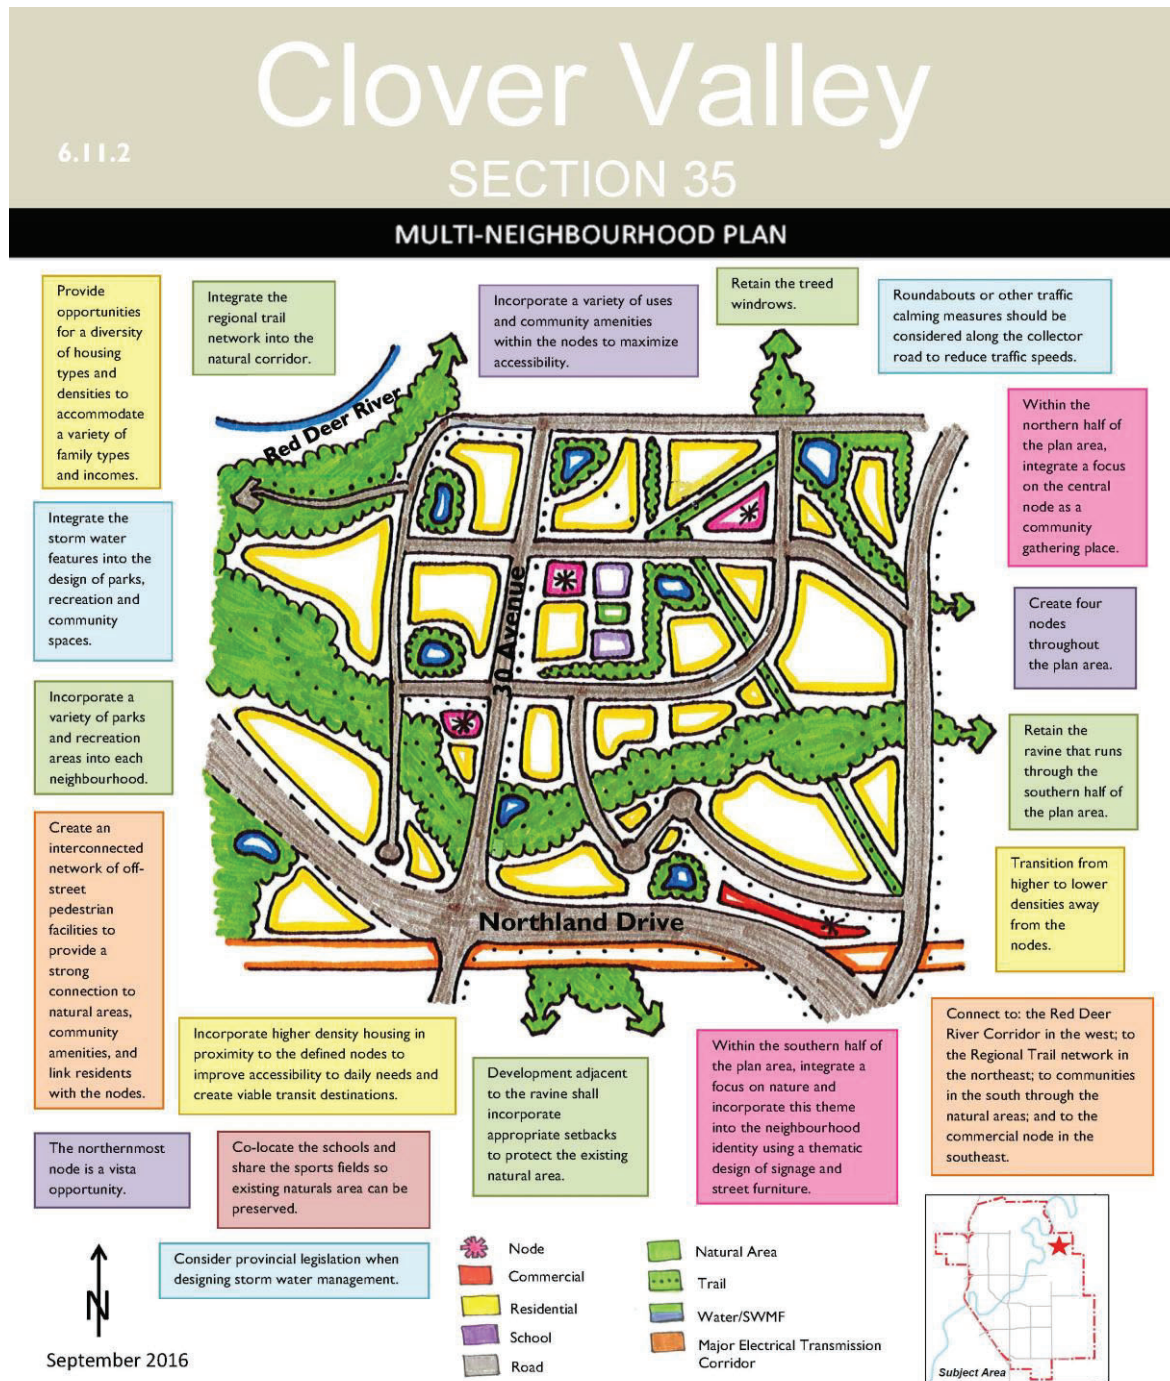 Clover Valley
6.11.2
SECTION 35
MULTI-NEIGHBOURHOOD PLAN
Provide
opportunities
for a diversity
of housing
types and
densities to
accommodate
a variety of
family types
and incomes.
Integrate the
regional trail
network into the
natural corridor.
Incorporate a variety of uses
and community amenities
within the nodes to maximize
accessibility.
Retain the treed
windrows.
Roundabouts or other traffic
calming measures should be
considered along the collector
road to reduce traffic speeds.
Within the
northern half of
the plan area,
integrate a focus
on the central
node as a
community
gathering place.
Red Deer River
Integrate the
storm water
features into the
design of parks,
recreation and
community
spaces.
30 Avenue
Create four
nodes
throughout
the plan area.
Incorporate a
variety of parks
and recreation
areas into each
neighbourhood.
Retain the
ravine that runs
through the
southern half of
the plan area.
Create an
interconnected
network of off-
street
pedestrian
facilities to
provide a
strong
connection to
natural areas,
community
amenities, and
link residents
with the nodes.
Transition from
higher to lower
densities away
from the
nodes.
Northland Drive
Incorporate higher density housing in
proximity to the defined nodes to
improve accessibility to daily needs and
create viable transit destinations.
Development adjacent
to the ravine shall
incorporate
appropriate setbacks
to protect the existing
natural area.
Within the southern half of
the plan area, integrate a
focus on nature and
incorporate this theme
into the neighbourhood
identity using a thematic
design of signage and
street furniture.
Connect to: the Red Deer
River Corridor in the west; to
the Regional Trail network in
the northeast; to communities
in the south through the
natural areas; and to the
commercial node in the
southeast.
The northernmost
node is a vista
opportunity.
Co-locate the schools and
share the sports fields so
existing naturals area can be
preserved.
Consider provincial legislation when
designing storm water management.
N
September 2016
Node
Commercial
Residential
School
Road
Natural Area
Trail
Water/SWMF
Major Electrical Transmission
Corridor
Subject Area